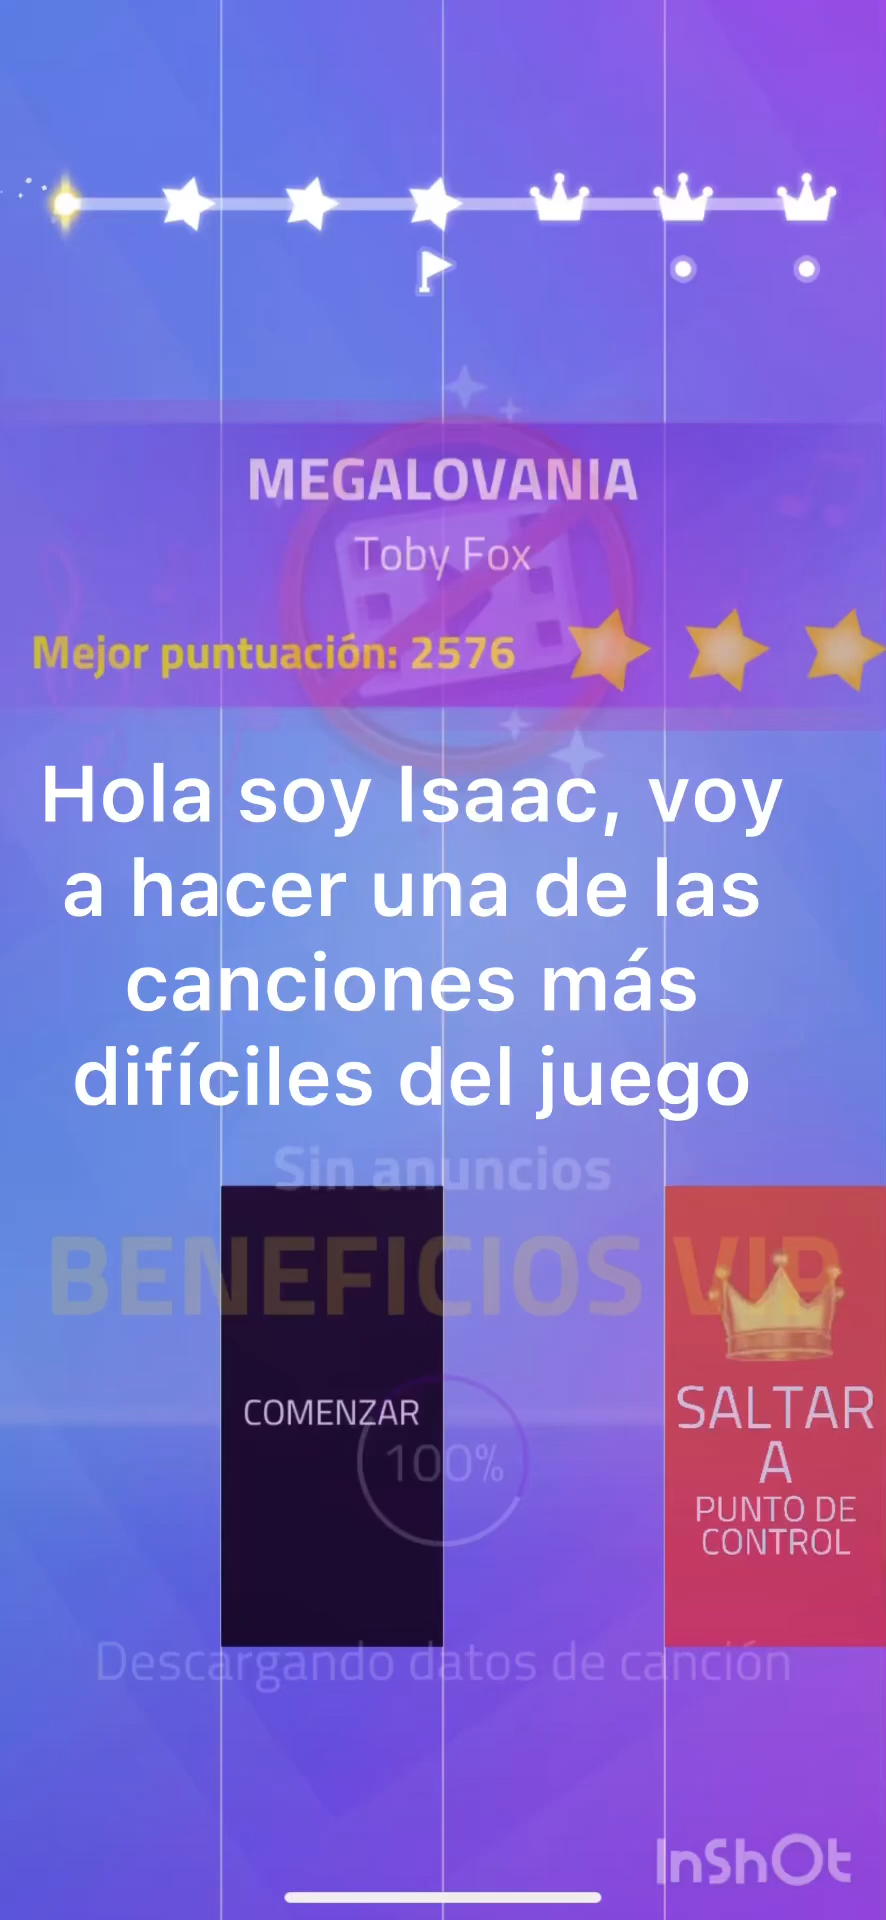 MEGALOVANIA
Toby Fox
Mejor puntuación: 2576
Hola soy Isaac, voy
a hacer una de las
canciones más
difíciles del juego
Sin anuncios
BENEFICIOS VIP
COMENZAR
100%
SALTAR
A
PUNTO DE
CONTROL
Descargando datos de canción
InShOt